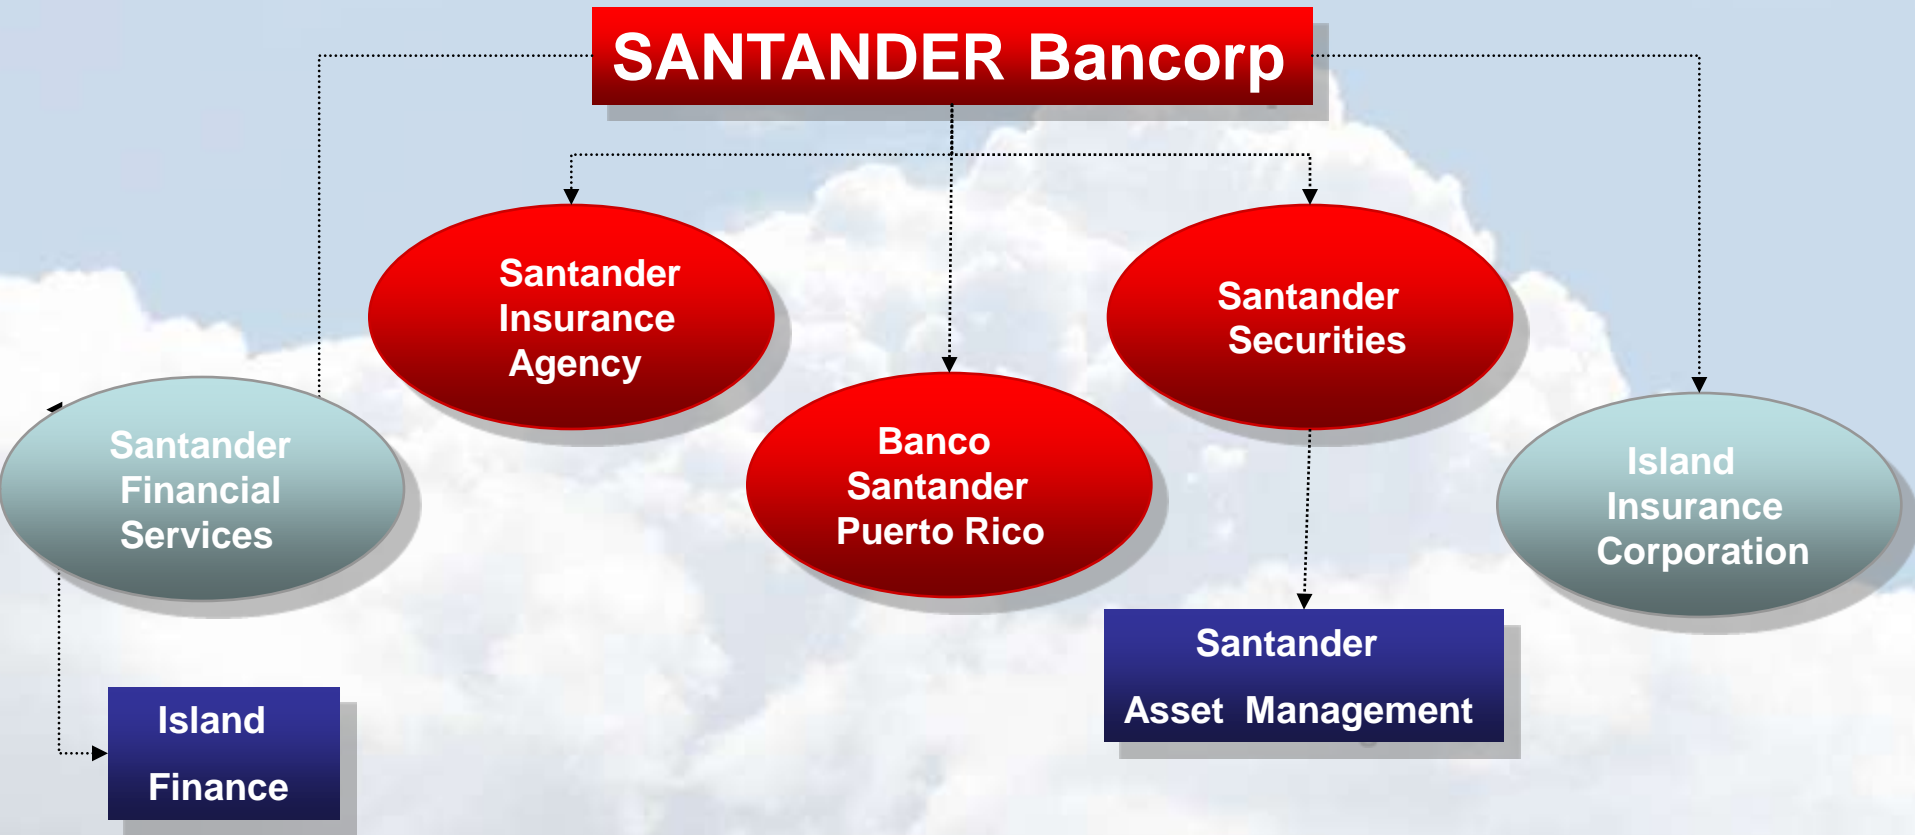 SANTANDER Bancorp
Santander
Insurance
Agency
Santander
Securities
Santander
Financial
Services
Banco
Santander
Puerto Rico
Island
Insurance
Corporation
Santander
Asset Management
Island
Finance